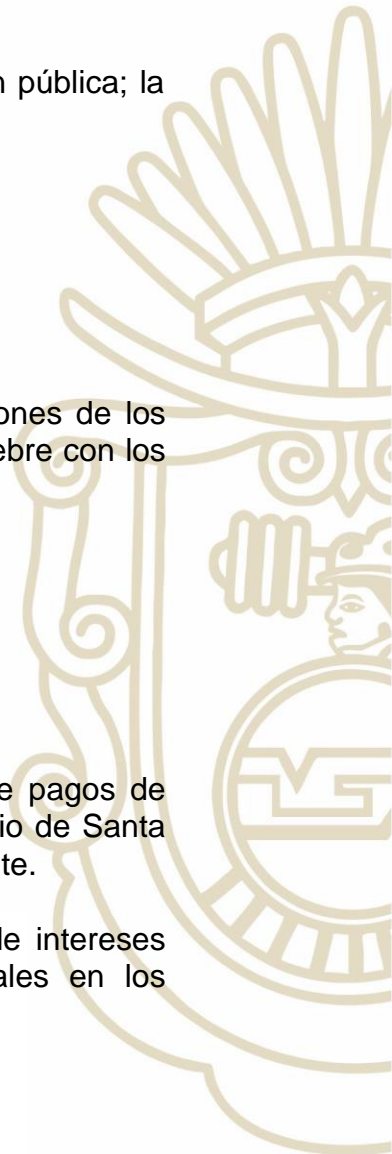 n pública; la
ones de los
ebre con los
e pagos de
io de Santa
te.
le intereses
ales en los